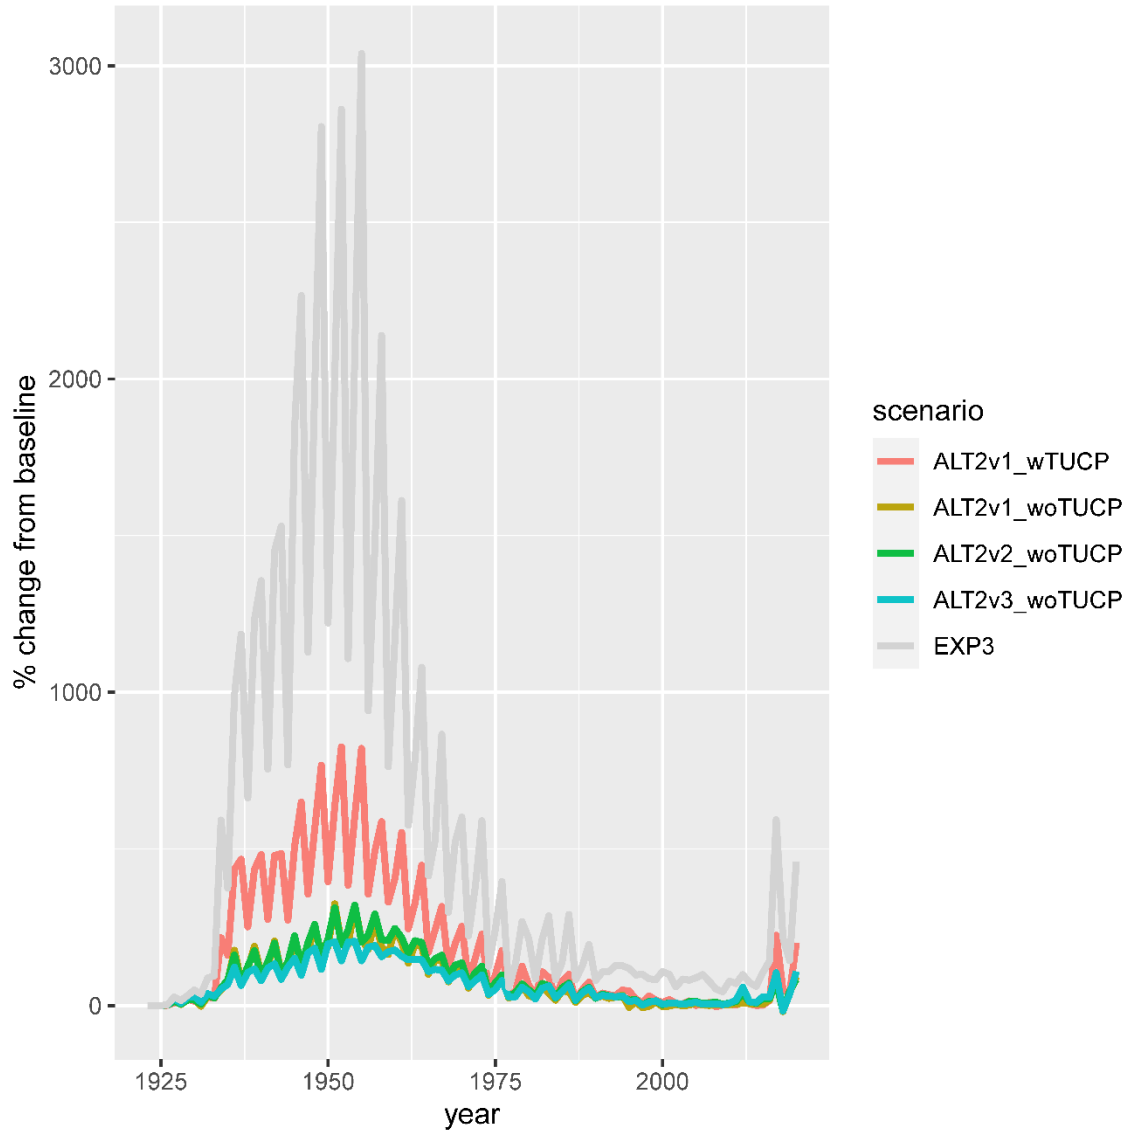 3000
2000
1000
0
% change from baseline
1925
1950
1975
2000
year
scenario
ALT2v1_wTUCP
ALT2v1_woTUCP
ALT2v2_woTUCP
ALT2v3_woTUCP
EXP3